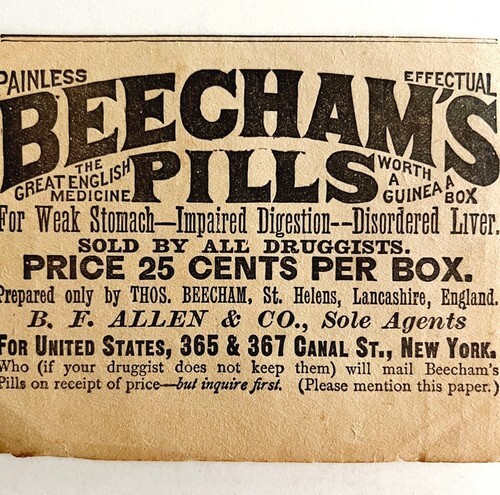 PAINLESS EFFECTUAL
BEECHAM'S
THE GREAT ENGLISH MEDICINE
PILLS
WORTH A GUINEA A BOX
For Weak Stomach—Impaired Digestion--Disordered Liver.
SOLD BY ALL DRUGGISTS.
PRICE 25 CENTS PER BOX.
Prepared only by THOS. BEECHAM, St. Helens, Lancashire, England.
B. F. ALLEN & CO., Sole Agents
FOR UNITED STATES, 365 & 367 CANAL ST., NEW YORK.
Who (if your druggist does not keep them) will mail Beecham's
Pills on receipt of price—but inquire first. (Please mention this paper.)